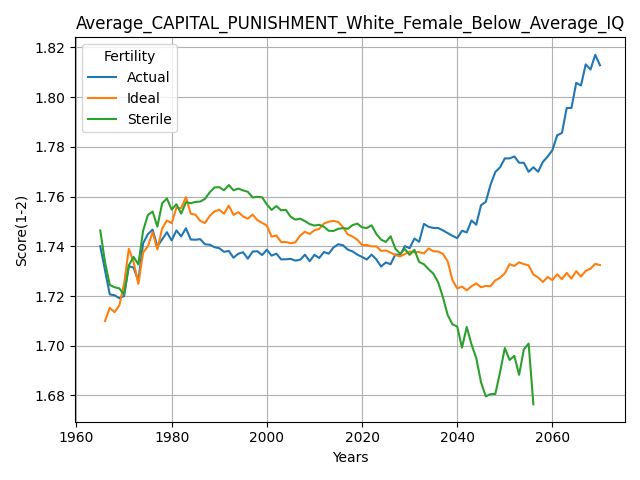 Average_CAPITAL_PUNISHMENT_White_Female_Below_Average_IQ
Fertility
Actual
Ideal
Sterile
Score(1-2)
1.82
1.80
1.78
1.76
1.74
1.72
1.70
1.68
1960
1980
2000
2020
2040
2060
Years